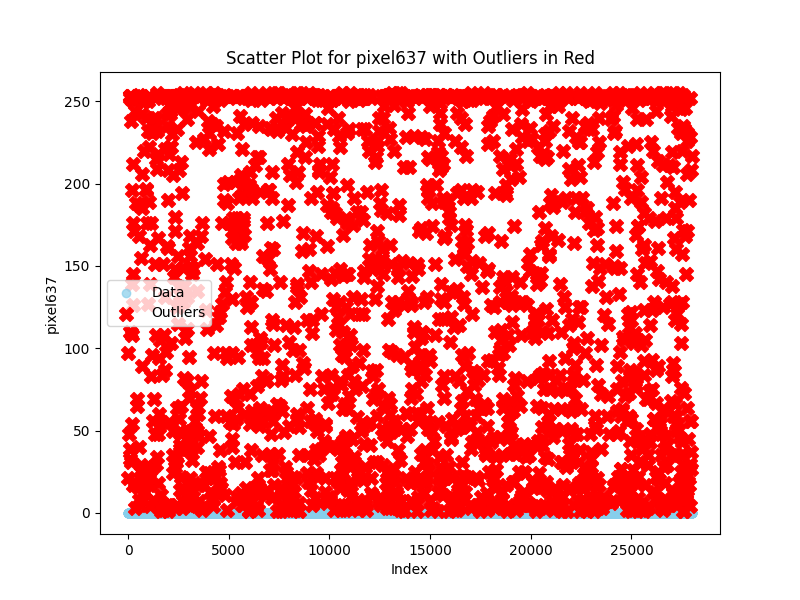 Scatter Plot for pixel637 with Outliers in Red
250
200
150
100
50
0
pixel637
Data
Outliers
0
5000
10000
15000
20000
25000
Index